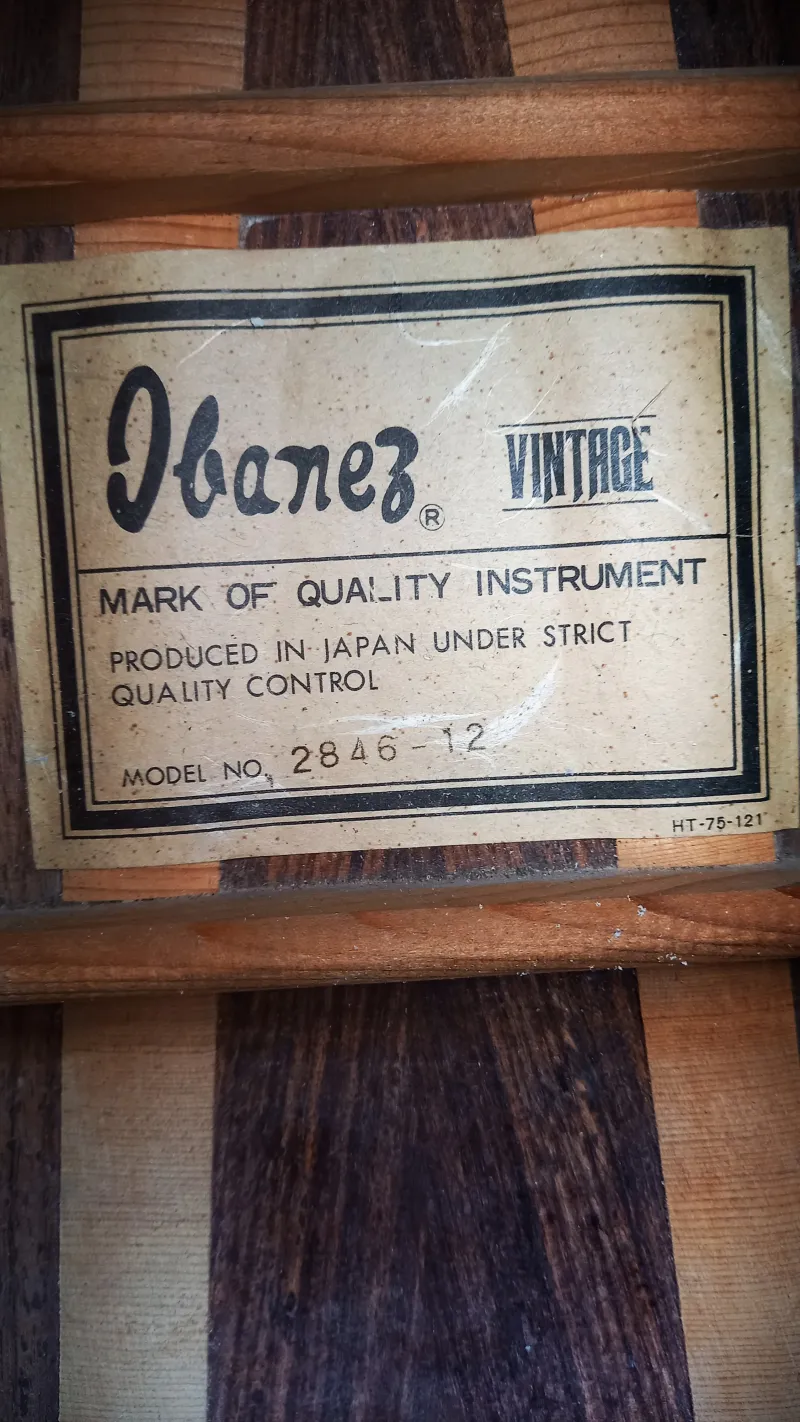 Ibanez® VINTAGE
MARK OF QUALITY INSTRUMENT
PRODUCED IN JAPAN UNDER STRICT
QUALITY CONTROL
MODEL NO. 2846-12
HT-75-121